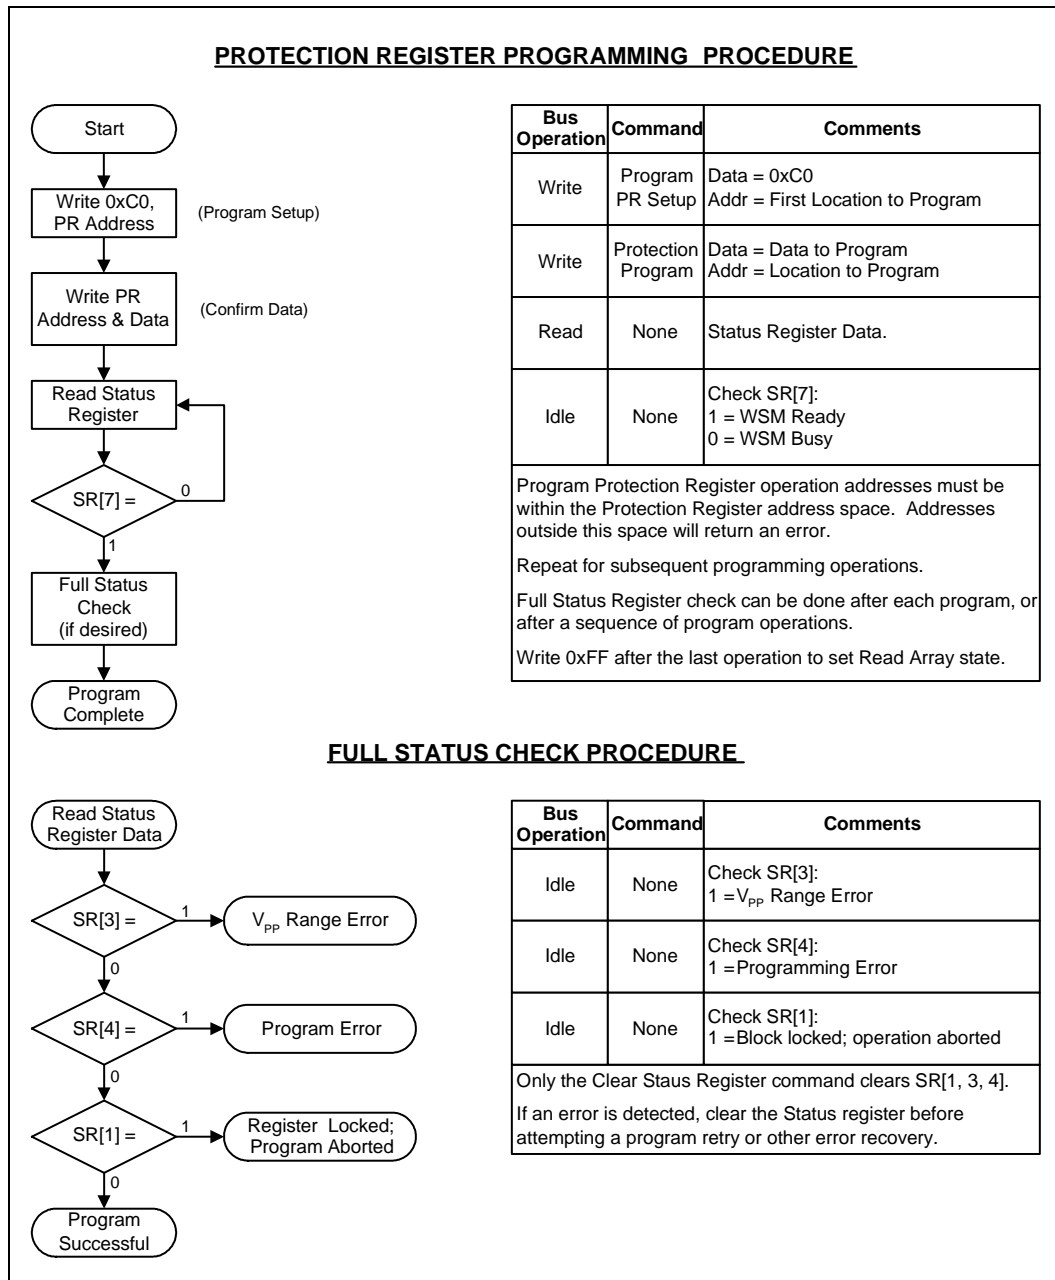 PROTECTION REGISTER PROGRAMMING PROCEDURE
Start
Write 0xC0,
PR Address
(Program Setup)
Write PR
Address & Data
(Confirm Data)
Read Status
Register
SR[7] =
0
1
Full Status
Check
(if desired)
Program
Complete
Bus
Operation
Command
Comments
Write
Program
PR Setup
Data = 0xC0
Addr = First Location to Program
Write
Protection
Program
Data = Data to Program
Addr = Location to Program
Read
None
Status Register Data.
Idle
None
Check SR[7]:
1 = WSM Ready
0 = WSM Busy
Program Protection Register operation addresses must be
within the Protection Register address space. Addresses
outside this space will return an error.
Repeat for subsequent programming operations.
Full Status Register check can be done after each program, or
after a sequence of program operations.
Write 0xFF after the last operation to set Read Array state.
FULL STATUS CHECK PROCEDURE
Read Status
Register Data
SR[3] =
1
VPP Range Error
0
SR[4] =
1
Program Error
0
SR[1] =
1
Register Locked;
Program Aborted
0
Program
Successful
Bus
Operation
Command
Comments
Idle
None
Check SR[3]:
1 =VPP Range Error
Idle
None
Check SR[4]:
1 =Programming Error
Idle
None
Check SR[1]:
1 =Block locked; operation aborted
Only the Clear Staus Register command clears SR[1, 3, 4].
If an error is detected, clear the Status register before
attempting a program retry or other error recovery.